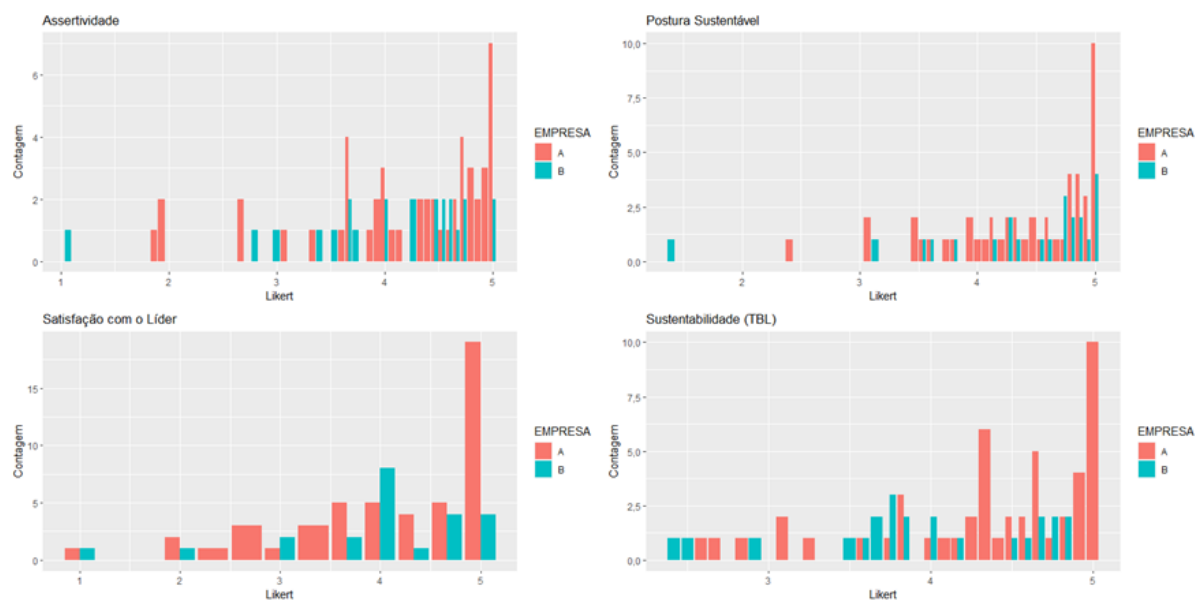 Assertividade
6
4
2
0
Contagem
1 2 3 4 5
Likert
EMPRESA
A
B
Postura Sustentável
10,0
7,5
5,0
2,5
0,0
Contagem
2 3 4 5
Likert
EMPRESA
A
B
Satisfação com o Líder
15
10
5
0
Contagem
1 2 3 4 5
Likert
EMPRESA
A
B
Sustentabilidade (TBL)
10,0
7,5
5,0
2,5
0,0
Contagem
3 4 5
Likert
EMPRESA
A
B